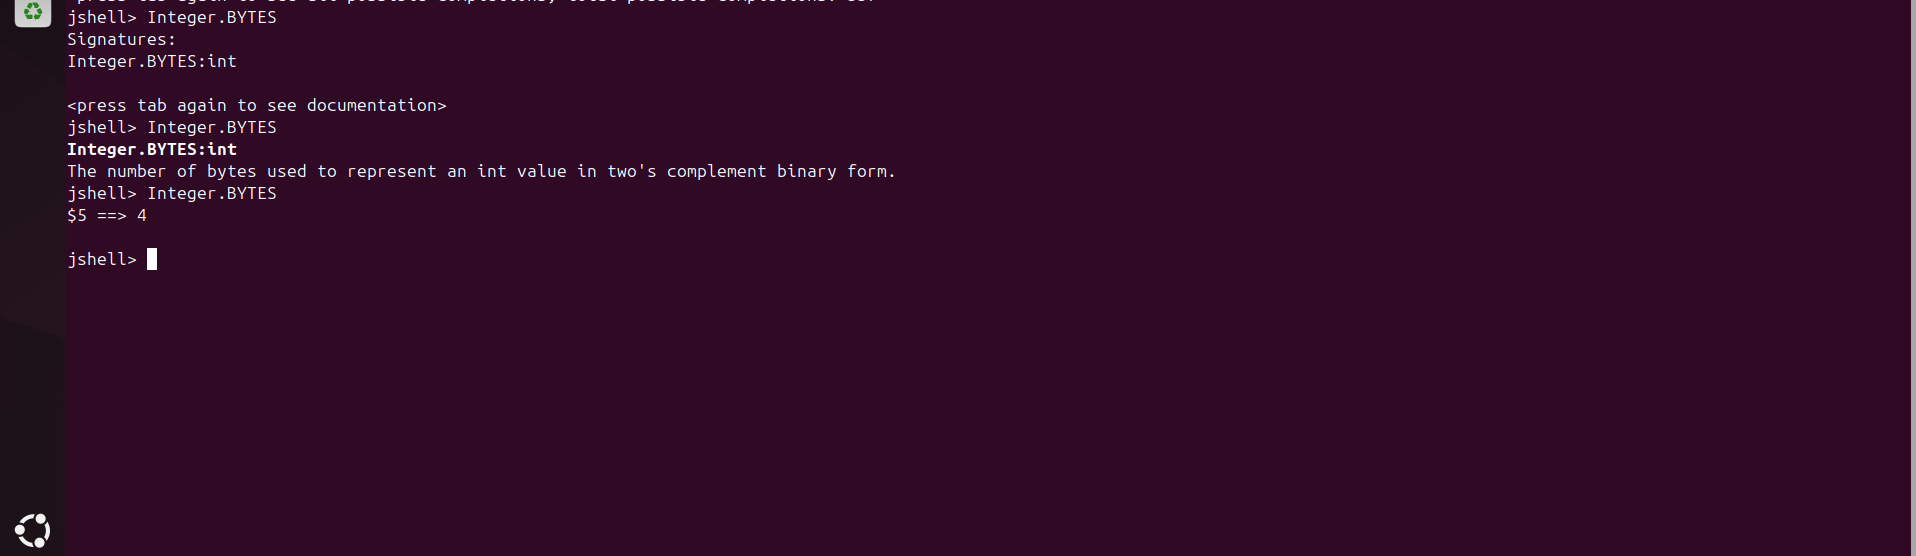 jshell> Integer.BYTES
Signatures:
Integer.BYTES:int
<press tab again to see documentation>
jshell> Integer.BYTES
Integer.BYTES:int
The number of bytes used to represent an int value in two's complement binary form.
jshell> Integer.BYTES
$5 ==> 4
jshell>